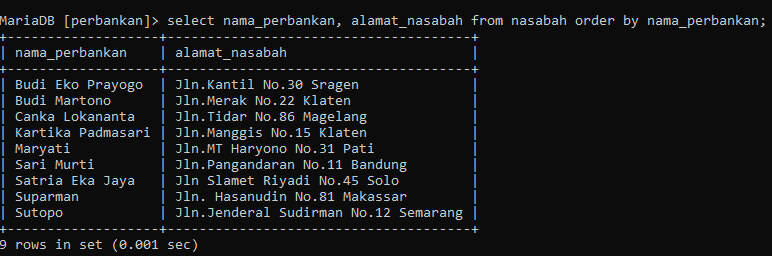 MariaDB [perbankan]> select nama_perbankan, alamat_nasabah from nasabah order by nama_perbankan;
+------------------+--------------------------------------+
| nama_perbankan   | alamat_nasabah                       |
+------------------+--------------------------------------+
| Budi Eko Prayogo | Jln.Kantil No.30 Sragen              |
| Budi Martono     | Jln.Merak No.22 Klaten               |
| Canka Lokananta  | Jln.Tidar No.86 Magelang             |
| Kartika Padmasari | Jln.Manggis No.15 Klaten             |
| Maryati          | Jln.MT Haryono No.31 Pati            |
| Sari Murti       | Jln.Pangandaran No.11 Bandung        |
| Satria Eka Jaya  | Jln Slamet Riyadi No.45 Solo         |
| Suparman         | Jln. Hasanudin No.81 Makassar        |
| Sutopo           | Jln.Jenderal Sudirman No.12 Semarang |
+------------------+--------------------------------------+
9 rows in set (0.001 sec)